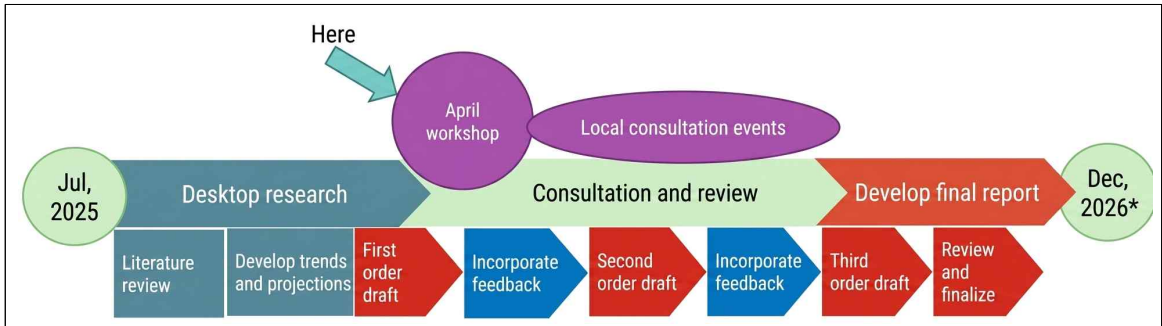 Here
April
workshop
Local consultation events
Jul,
2025
Desktop research
Consultation and review
Develop final report
Dec,
2026*
Literature
review
Develop trends
and projections
First
order
draft
Incorporate
feedback
Second
order draft
Incorporate
feedback
Third
order draft
Review
and
finalize